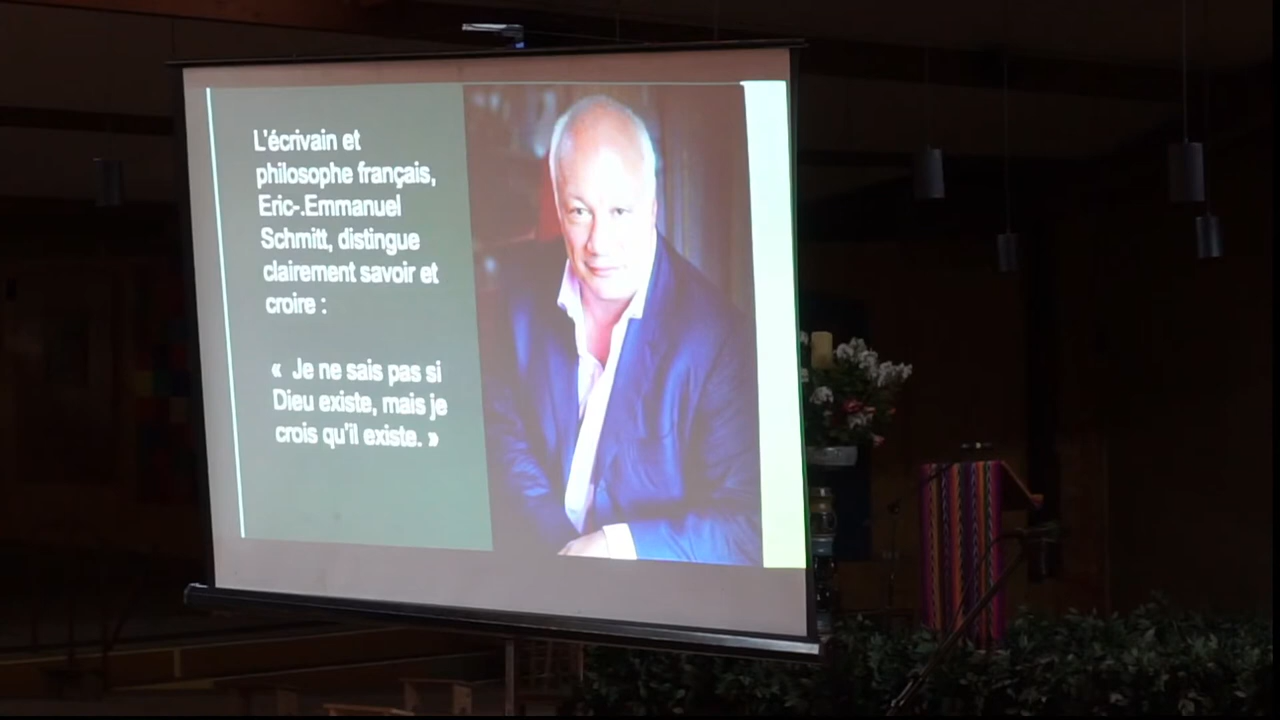 L'écrivain et
philosophe français,
Eric-.Emmanuel
Schmitt, distingue
clairement savoir et
croire :
« Je ne sais pas si
Dieu existe, mais je
crois qu'il existe. »